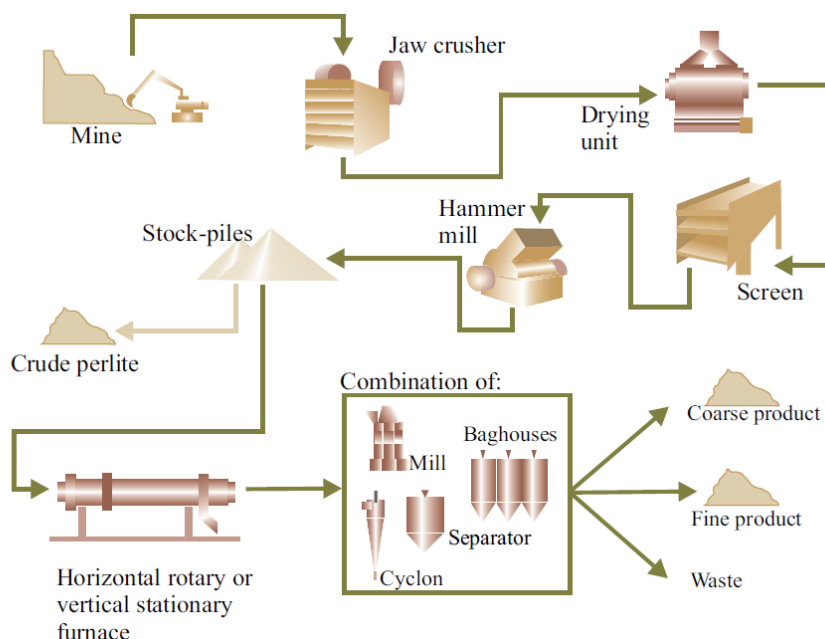 Jaw crusher
Mine
Drying
unit
Hammer
mill
Stock-piles
Screen
Crude perlite
Combination of:
Coarse product
Baghouses
Mill
Fine product
Separator
Cyclon
Waste
Horizontal rotary or
vertical stationary
furnace